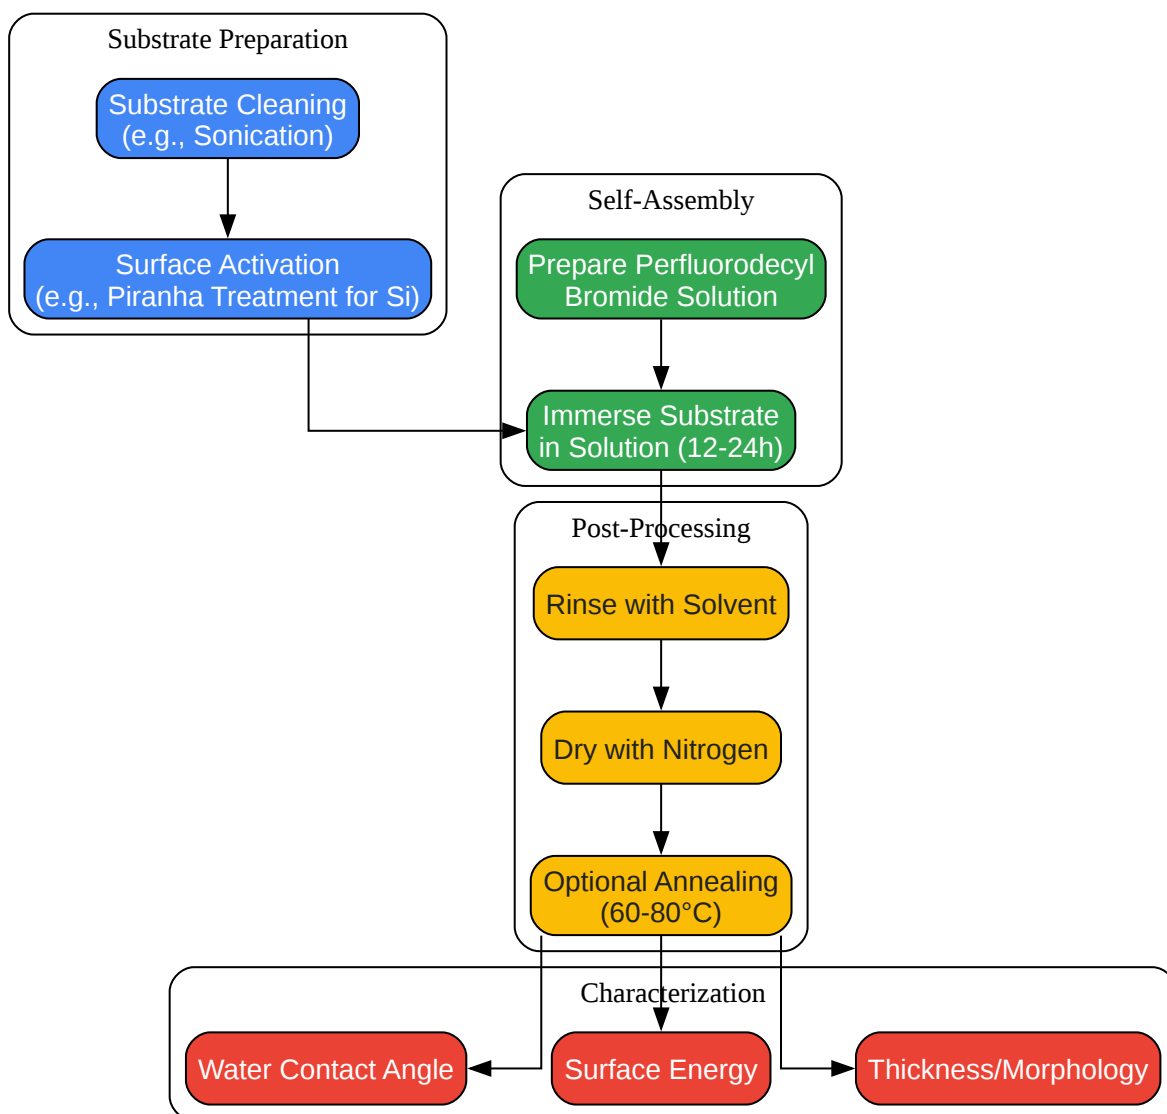 Substrate Preparation
Substrate Cleaning
(e.g., Sonication)
Surface Activation
(e.g., Piranha Treatment for Si)
Self-Assembly
Prepare Perfluorodecyl
Bromide Solution
Immerse Substrate
in Solution (12-24h)
Post-Processing
Rinse with Solvent
Dry with Nitrogen
Optional Annealing
(60-80°C)
Characterization
Water Contact Angle
Surface Energy
Thickness/Morphology